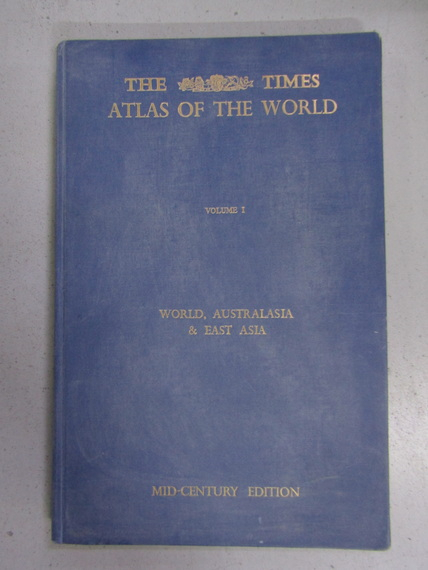 THE TIMES
ATLAS OF THE WORLD
VOLUME I
WORLD, AUSTRALASIA
& EAST ASIA
MID-CENTURY EDITION